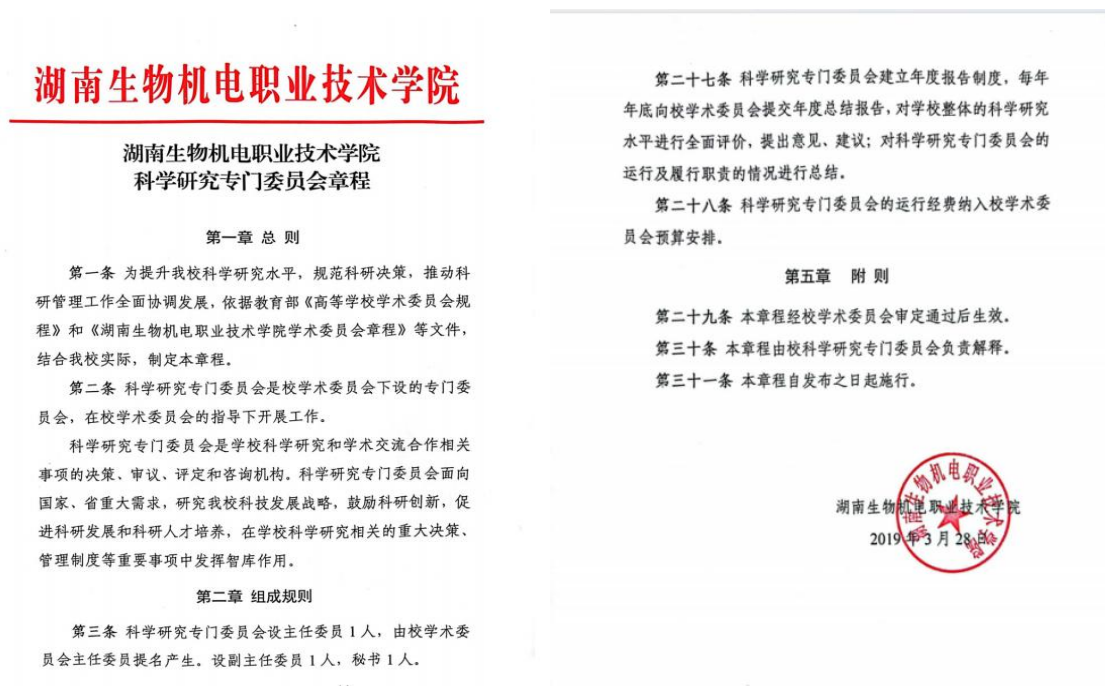 湖南生物机电职业技术学院
湖南生物机电职业技术学院
科学研究专门委员会章程
第一章 总 则
第一条 为提升我校科学研究水平，规范科研决策，推动科
研管理工作全面协调发展，依据教育部《高等学校学术委员会规
程》和《湖南生物机电职业技术学院学术委员会章程》等文件，
结合我校实际，制定本章程。
第二条 科学研究专门委员会是校学术委员会下设的专门委
员会，在校学术委员会的指导下开展工作。
科学研究专门委员会是学校科学研究和学术交流合作相关
事项的决策、审议、评定和咨询机构。科学研究专门委员会面向
国家、省重大需求，研究我校科技发展战略，鼓励科研创新，促
进科研发展和科研人才培养，在学校科学研究相关的重大决策、
管理制度等重要事项中发挥智库作用。
第二章 组成规则
第三条 科学研究专门委员会设主任委员 1 人，由校学术委
员会主任委员提名产生。设副主任委员 1 人，秘书 1 人。
第二十七条 科学研究专门委员会建立年度报告制度，每年
年底向校学术委员会提交年度总结报告，对学校整体的科学研究
水平进行全面评价，提出意见、建议；对科学研究专门委员会的
运行及履行职责的情况进行总结。
第二十八条 科学研究专门委员会的运行经费纳入校学术委
员会预算安排。
第五章 附 则
第二十九条 本章程经校学术委员会审定通过后生效。
第三十条 本章程由校科学研究专门委员会负责解释。
第三十一条 本章程自发布之日起施行。
湖南生物机电职业技术学院
2019 年 3 月 28 日
湖南生物机电职业技术学院